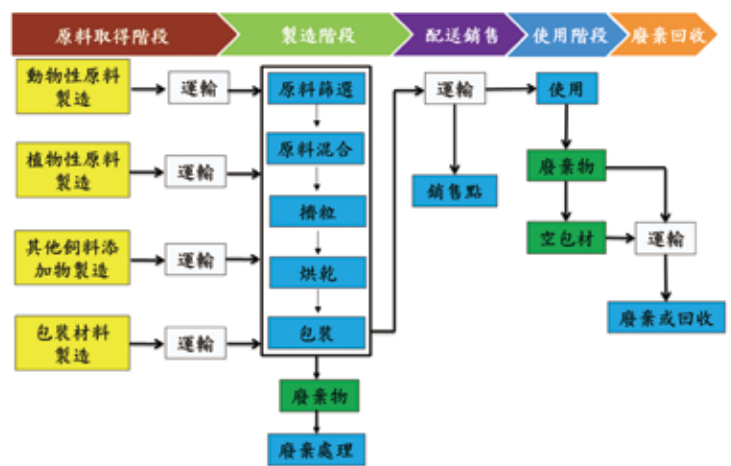 原料取得階段
製造階段
配送銷售
使用階段
廢棄回收
動物性原料
製造
運輸
植物性原料
製造
運輸
其他飼料添
加物製造
運輸
包裝材料
製造
運輸
原料篩選
原料混合
擠粒
烘乾
包裝
廢棄物
廢棄處理
運輸
銷售點
使用
廢棄物
空包材
運輸
廢棄或回收